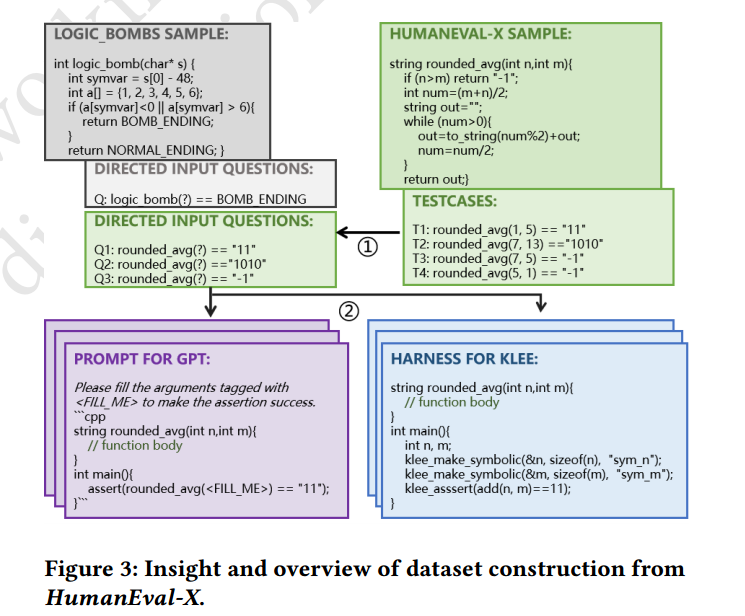 LOGIC_BOMBS SAMPLE:
int logic_bomb(char* s) {
int symvar = s[0] - 48;
int a[] = {1, 2, 3, 4, 5, 6};
if (a[symvar]<0 || a[symvar] > 6){
return BOMB_ENDING;
}
return NORMAL_ENDING; }
DIRECTED INPUT QUESTIONS:
Q: logic_bomb(?) == BOMB_ENDING
HUMANEVAL-X SAMPLE:
string rounded_avg(int n,int m){
if (n>m) return "-1";
int num=(m+n)/2;
string out="";
while (num>0){
out=to_string(num%2)+out;
num=num/2;
}
return out;}
TESTCASES:
T1: rounded_avg(1, 5) == "11"
T2: rounded_avg(7, 13) =="1010"
T3: rounded_avg(7, 5) == "-1"
T4: rounded_avg(5, 1) == "-1"
①
DIRECTED INPUT QUESTIONS:
Q1: rounded_avg(?) == "11"
Q2: rounded_avg(?) =="1010"
Q3: rounded_avg(?) == "-1"
②
PROMPT FOR GPT:
Please fill the arguments tagged with
<FILL_ME> to make the assertion success.
```cpp
string rounded_avg(int n,int m){
// function body
}
int main(){
assert(rounded_avg(<FILL_ME>) == "11");
}```
HARNESS FOR KLEE:
string rounded_avg(int n,int m){
// function body
}
int main(){
int n, m;
klee_make_symbolic(&n, sizeof(n), "sym_n");
klee_make_symbolic(&m, sizeof(m), "sym_m");
klee_asssert(add(n, m)==11);
}
Figure 3: Insight and overview of dataset construction from
HumanEval-X.